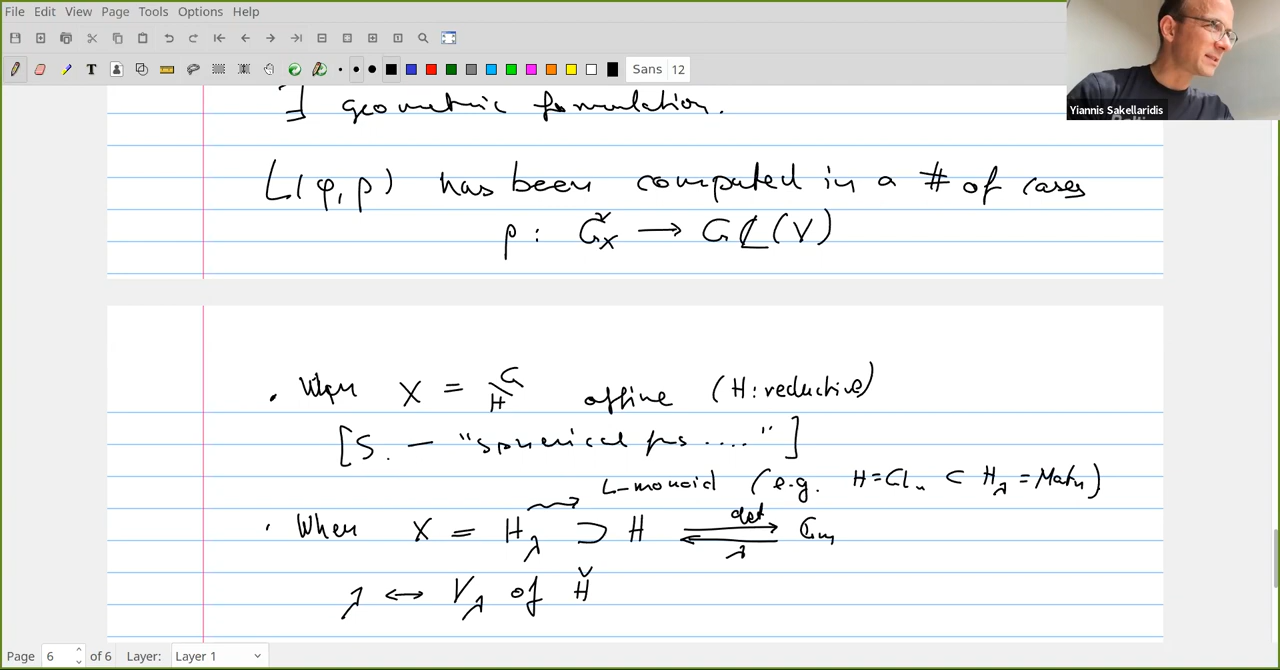 File Edit View Page Tools Options Help
Sans 12
Yiannis Sakellaridis
∃ geometric formulation.
L(φ, ρ) has been computed in a # of cases
ρ : Ǧ_X → GL(V)
• When X = H\G affine (H: reductive)
[S. — "spherical fns ...."]
L-monoid (e.g. H = GL_n ⊂ H_λ = Mat_n)
• When X = H_λ ⊃ H ⇄ G_m
det
λ
λ ↔ V_λ of Ȟ
Page 6 of 6 Layer: Layer 1